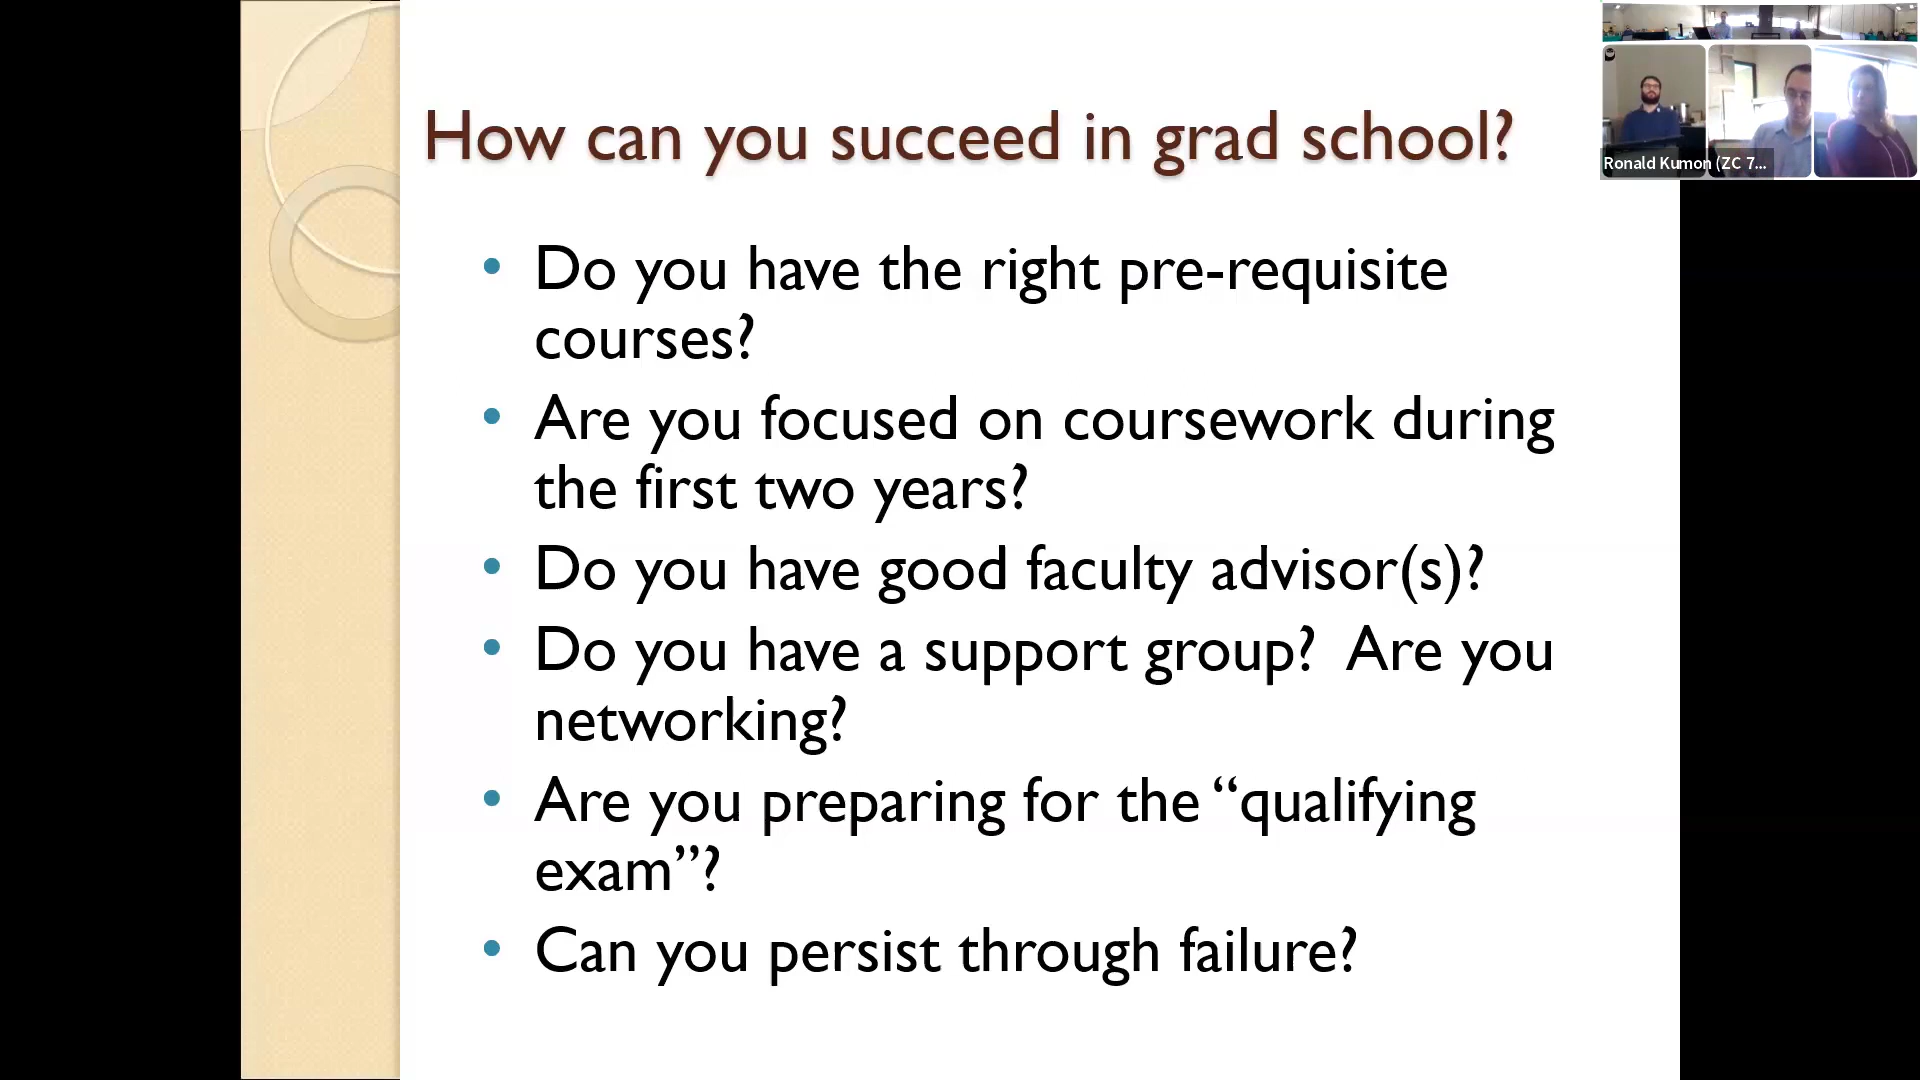 How can you succeed in grad school?
Ronald Kumon (ZC 7...
• Do you have the right pre-requisite
courses?
• Are you focused on coursework during
the first two years?
• Do you have good faculty advisor(s)?
• Do you have a support group?  Are you
networking?
• Are you preparing for the “qualifying
exam”?
• Can you persist through failure?